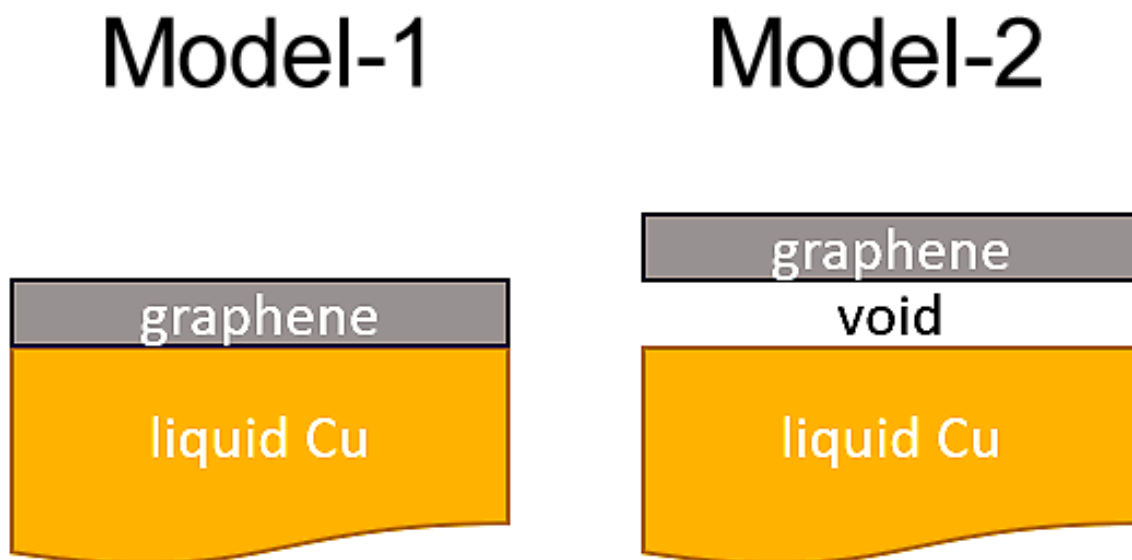 Model-1
Model-2
graphene
liquid Cu
graphene
void
liquid Cu